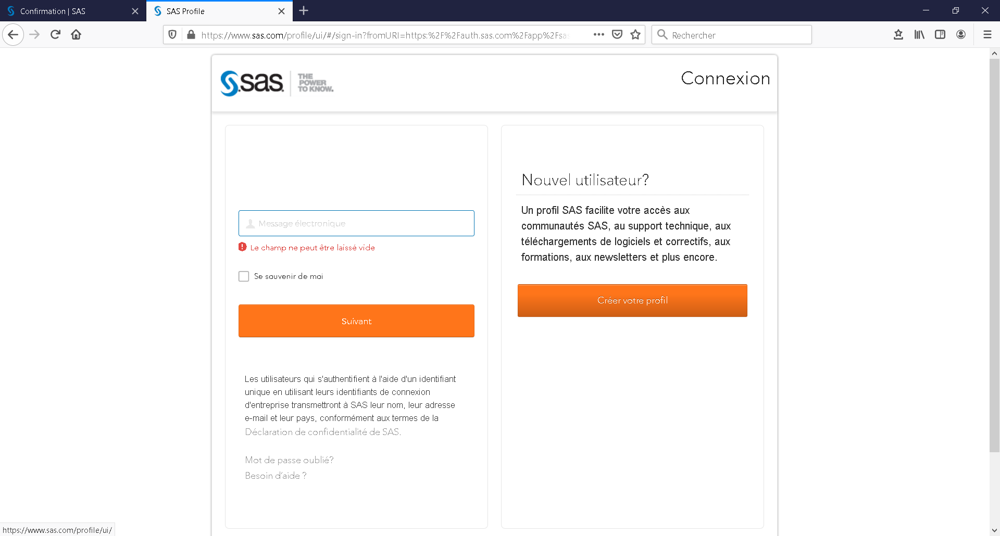 Confirmation | SAS
SAS Profile
https://www.sas.com/profile/ui/#/sign-in?fromURI=https:%2F%2Fauth.sas.com%2Fapp%2Fsas
Rechercher
sas
THE
POWER
TO KNOW.
Connexion
Message électronique
Le champ ne peut être laissé vide
Se souvenir de moi
Suivant
Les utilisateurs qui s'authentifient à l'aide d'un identifiant
unique en utilisant leurs identifiants de connexion
d'entreprise transmettront à SAS leur nom, leur adresse
e-mail et leur pays, conformément aux termes de la
Déclaration de confidentialité de SAS.
Mot de passe oublié?
Besoin d’aide ?
Nouvel utilisateur?
Un profil SAS facilite votre accès aux
communautés SAS, au support technique, aux
téléchargements de logiciels et correctifs, aux
formations, aux newsletters et plus encore.
Créer votre profil
https://www.sas.com/profile/ui/